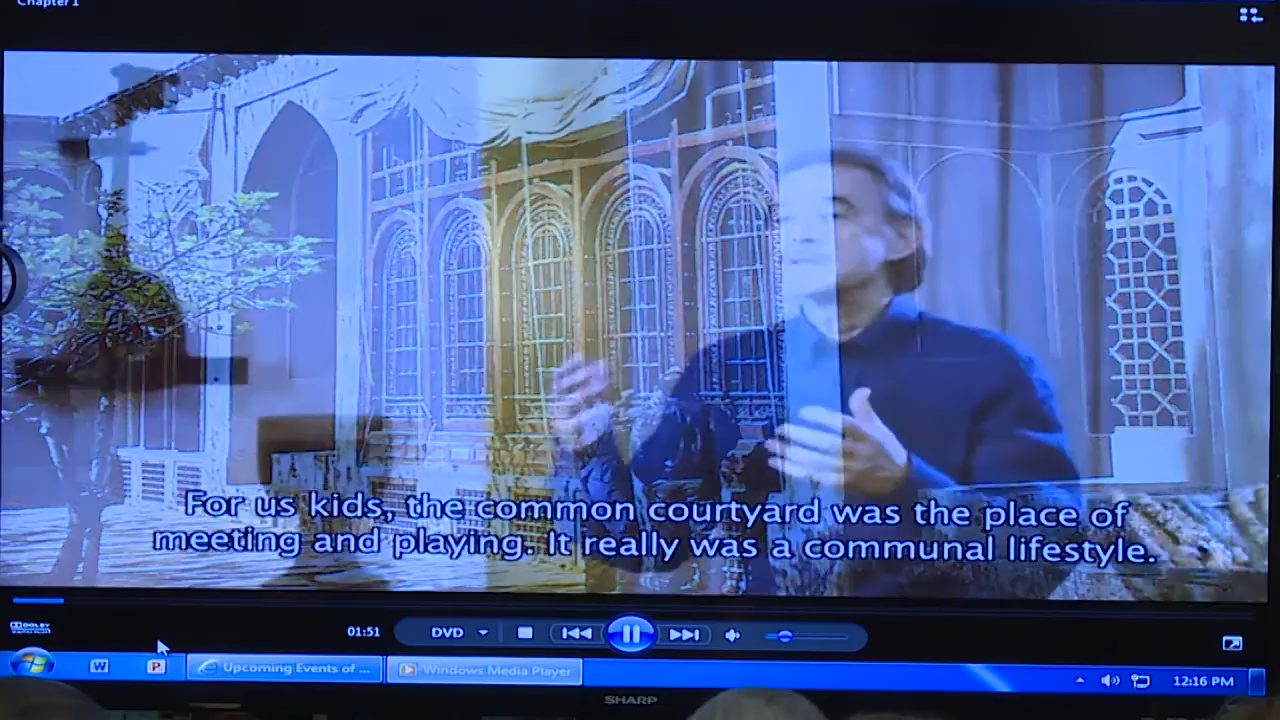 Chapter 1
For us kids, the common courtyard was the place of
meeting and playing. It really was a communal lifestyle.
DOLBY
01:51
DVD
W
P
Upcoming Events of ...
Windows Media Player
12:16 PM
SHARP